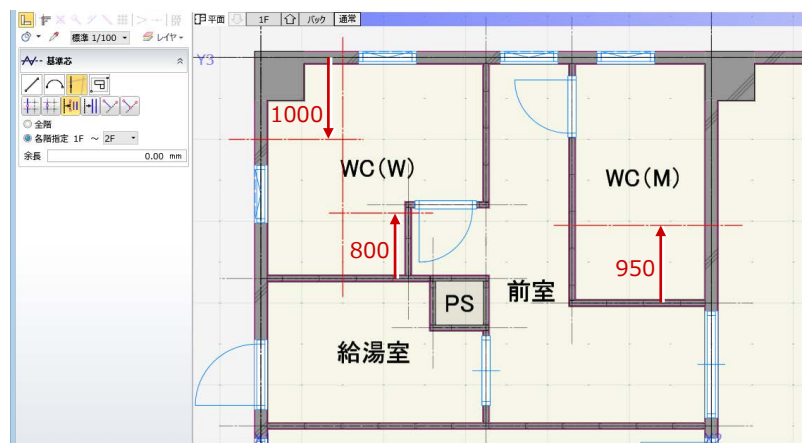 平面 1F バック 通常
標準 1/100 レイヤ
基準芯
全階
各階指定 1F ～ 2F
余長 0.00 mm
Y3
1000
WC(W)
WC(M)
800
950
前室
PS
給湯室